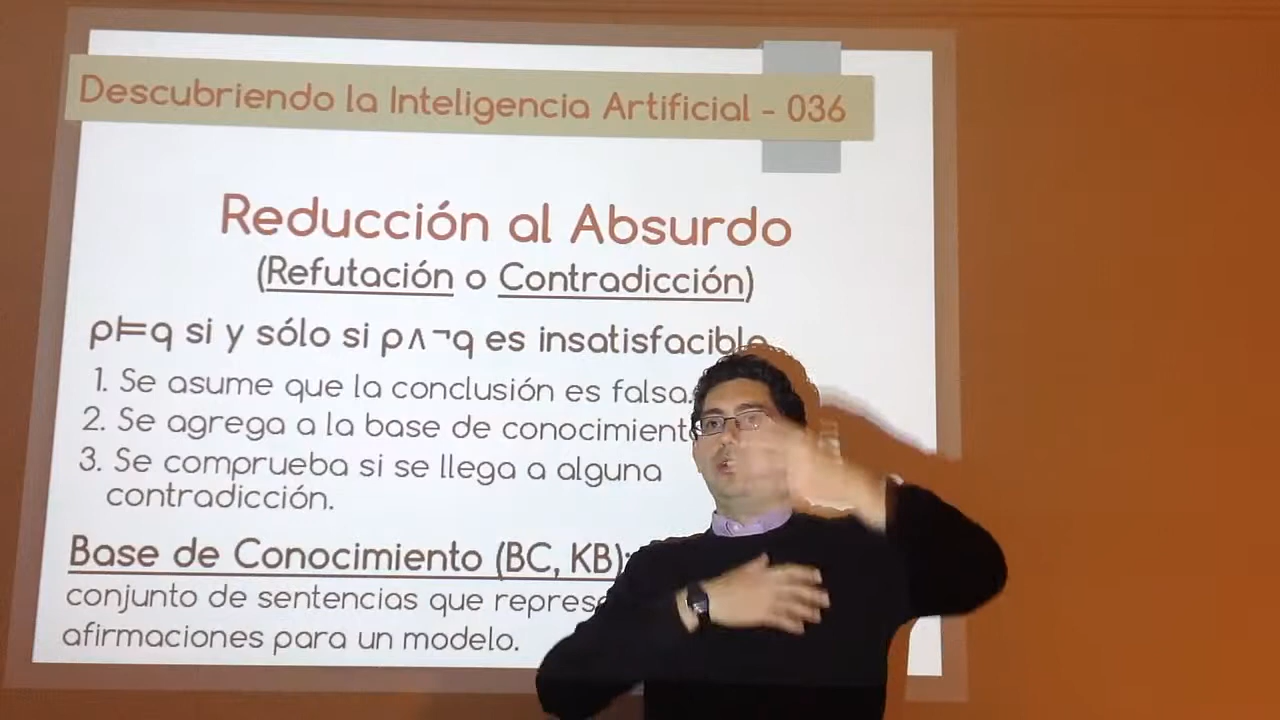 Descubriendo la Inteligencia Artificial - 036
Reducción al Absurdo
(Refutación o Contradicción)
p⊨q si y sólo si p∧¬q es insatisfacible
1. Se asume que la conclusión es falsa.
2. Se agrega a la base de
3. Se comprueba si se llega a alguna
contradicción.
Base de Conocimiento (BC, KB):
conjunto de sentencias que
afirmaciones para un modelo.